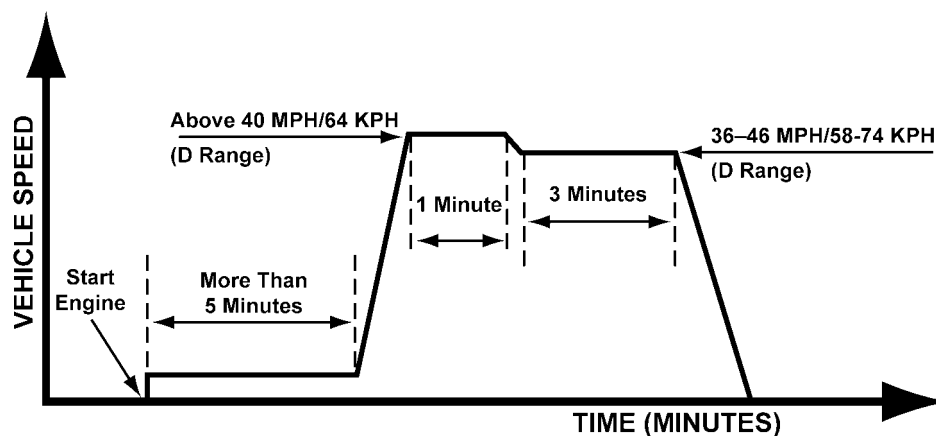 VEHICLE SPEED
Above 40 MPH/64 KPH
(D Range)
36–46 MPH/58-74 KPH
(D Range)
1 Minute
3 Minutes
Start
Engine
More Than
5 Minutes
TIME (MINUTES)